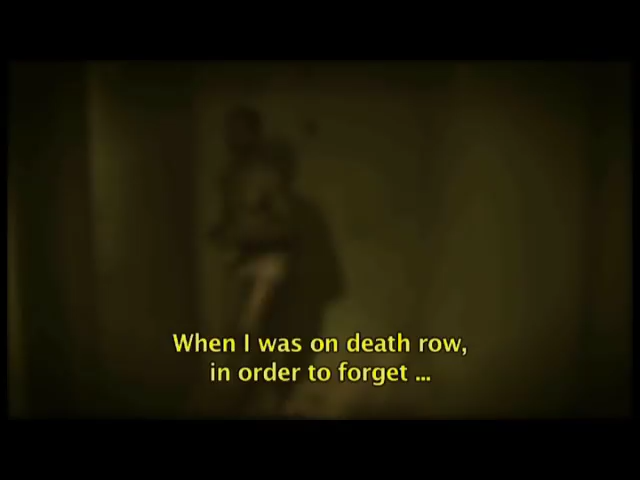 When I was on death row,
in order to forget ...